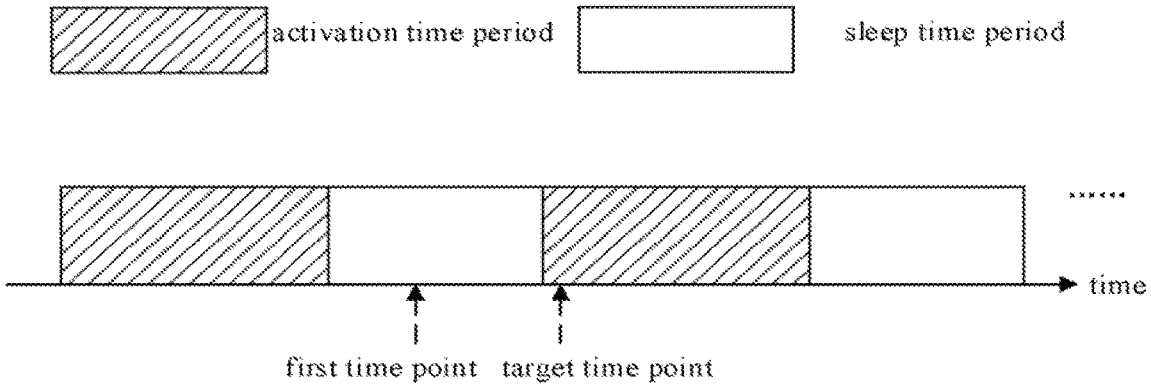 activation time period
sleep time period
......
time
first time point
target time point